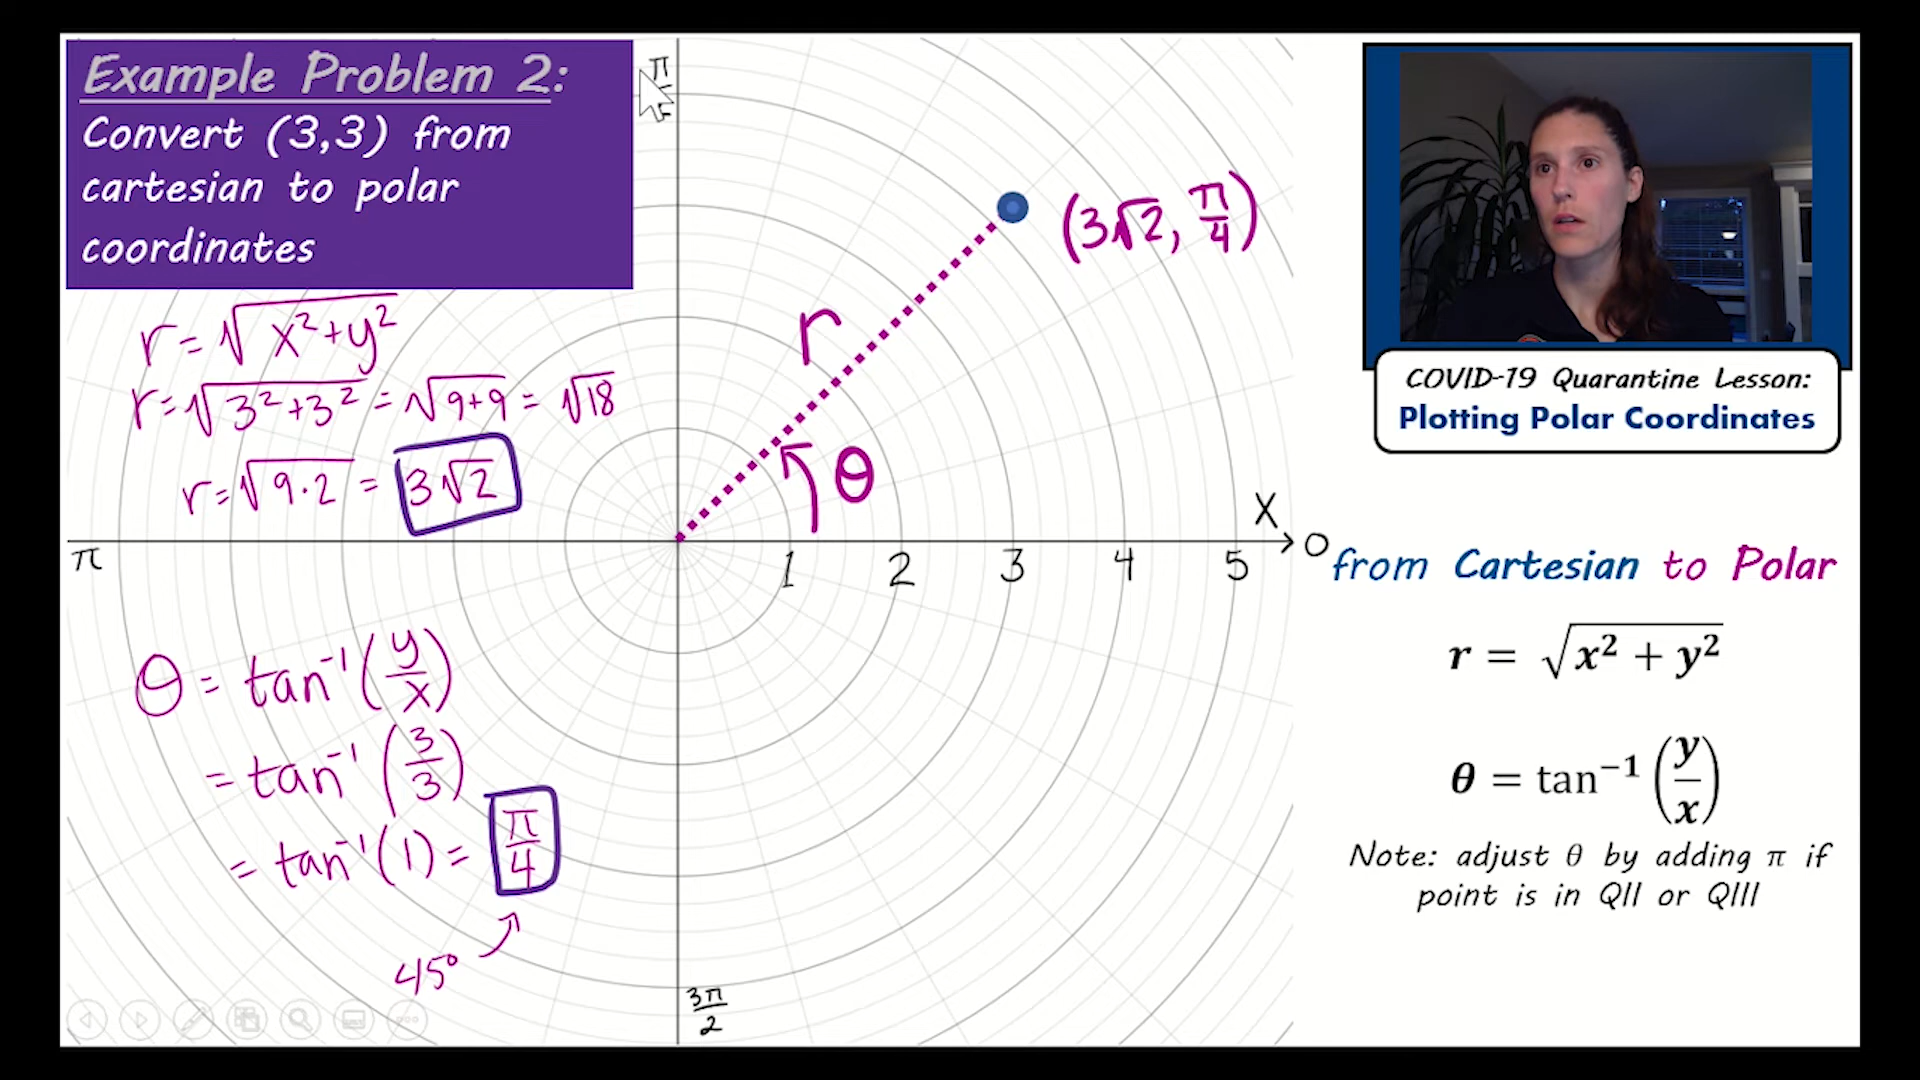 Example Problem 2:
Convert (3,3) from
cartesian to polar
coordinates
r = √(x²+y²)
r = √(3²+3²) = √(9+9) = √18
r = √(9·2) = 3√2
θ = tan⁻¹(y/x)
= tan⁻¹(3/3)
= tan⁻¹(1) = π/4
45°
π
(3√2, π/4)
r
θ
X
0
π
1 2 3 4 5
3π/2
COVID-19 Quarantine Lesson:
Plotting Polar Coordinates
from Cartesian to Polar
r = √(x² + y²)
θ = tan⁻¹(y/x)
Note: adjust θ by adding π if
point is in QII or QIII